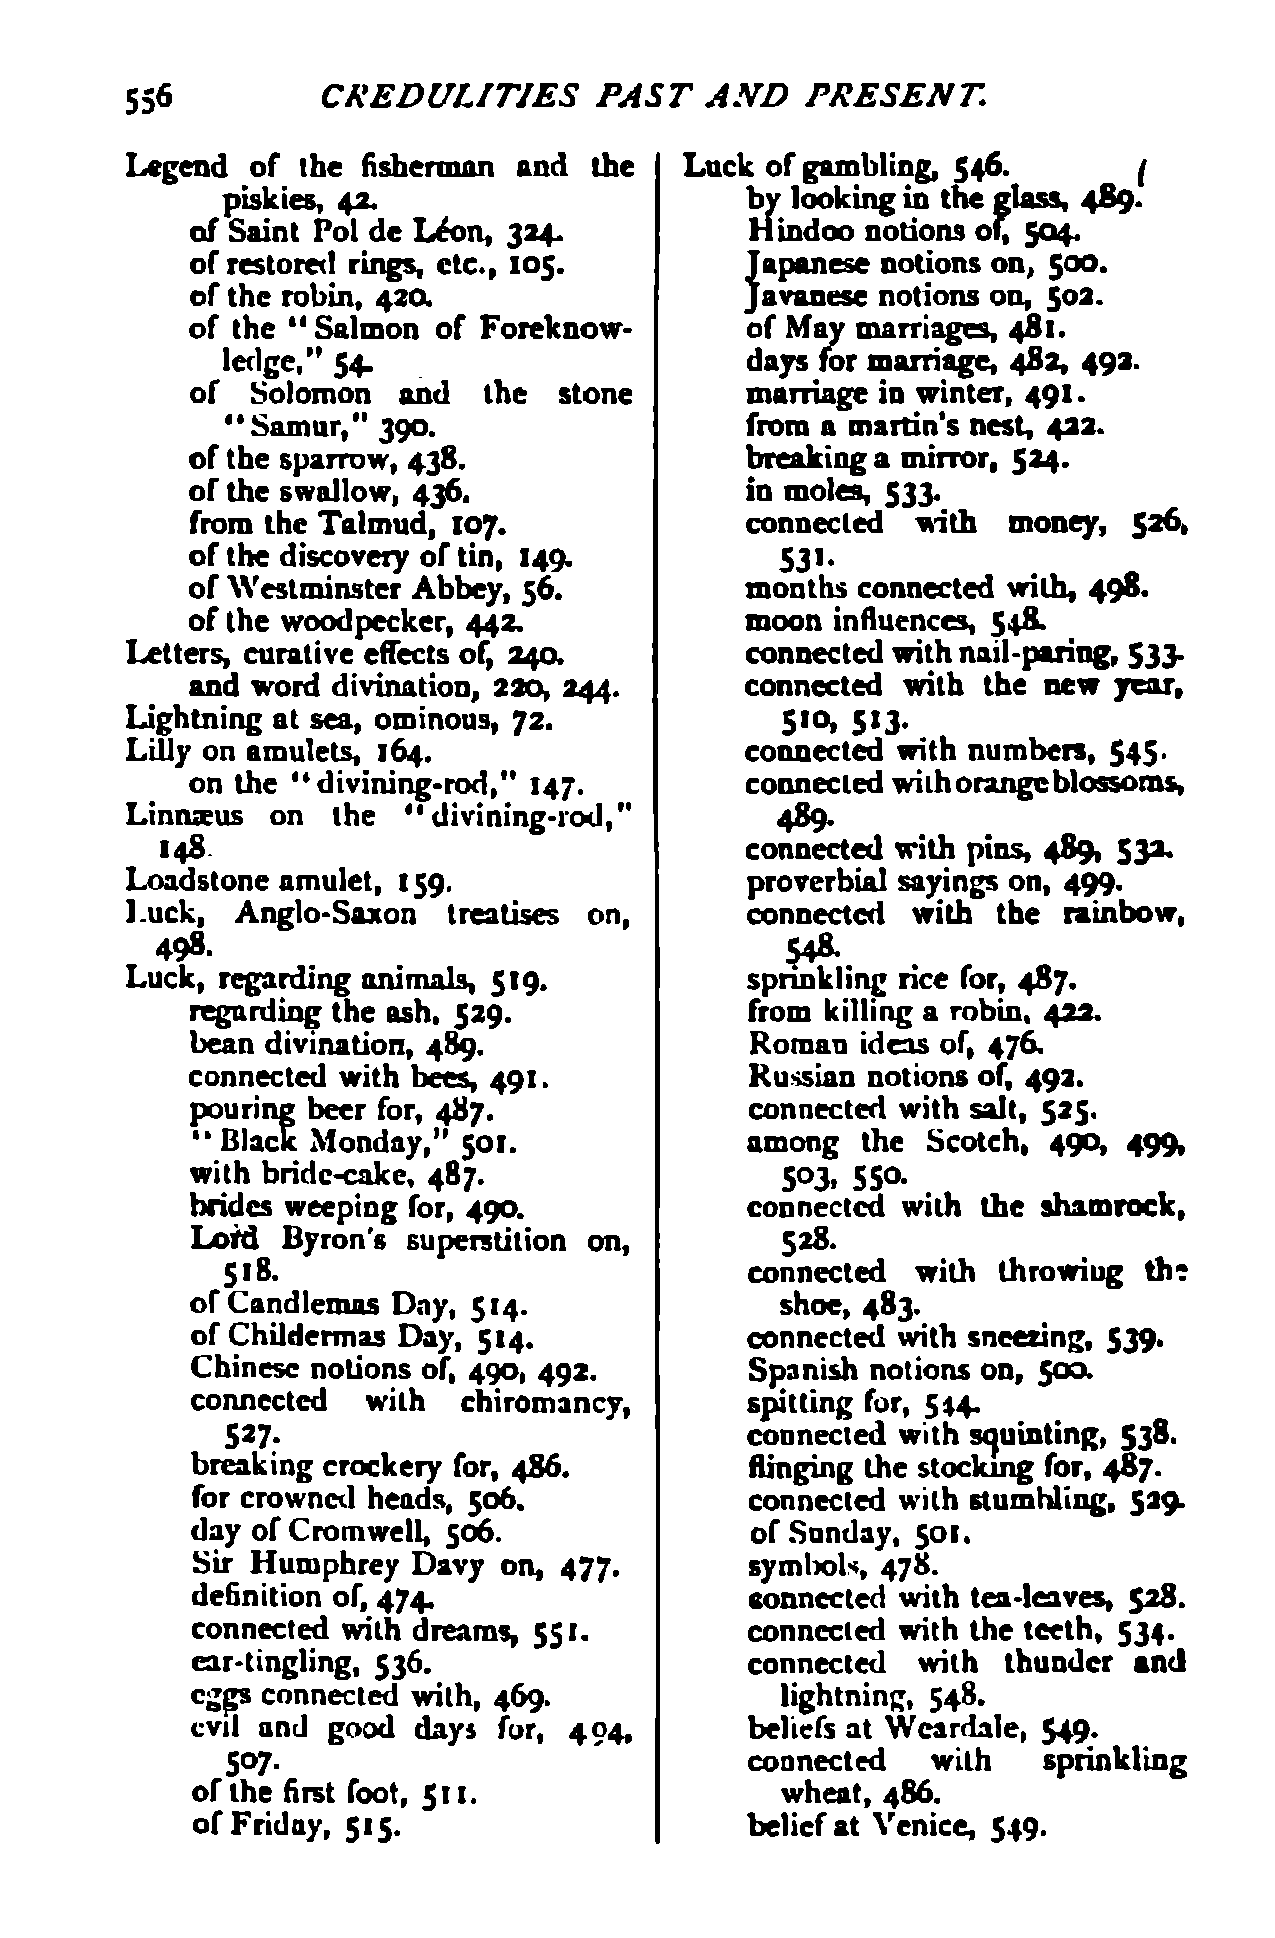 556 CREDULITIES PAST AND PRESENT.
Legend of the fisherman and the
piskies, 42.
of Saint Pol de Léon, 324.
of restored rings, etc., 105.
of the robin, 420.
of the "Salmon of Foreknow-
ledge," 54.
of Solomon and the stone
"Samur," 390.
of the sparrow, 438.
of the swallow, 436.
from the Talmud, 107.
of the discovery of tin, 149.
of Westminster Abbey, 56.
of the woodpecker, 442.
Letters, curative effects of, 240.
and word divination, 220, 244.
Lightning at sea, ominous, 72.
Lilly on amulets, 164.
on the "divining-rod," 147.
Linnæus on the "divining-rod,"
148.
Loadstone amulet, 159.
Luck, Anglo-Saxon treatises on,
498.
Luck, regarding animals, 519.
regarding the ash, 529.
bean divination, 489.
connected with bees, 491.
pouring beer for, 487.
"Black Monday," 501.
with bride-cake, 487.
brides weeping for, 490.
Lord Byron's superstition on,
518.
of Candlemas Day, 514.
of Childermas Day, 514.
Chinese notions of, 490, 492.
connected with chiromancy,
527.
breaking crockery for, 486.
for crowned heads, 506.
day of Cromwell, 506.
Sir Humphrey Davy on, 477.
definition of, 474.
connected with dreams, 551.
ear-tingling, 536.
eggs connected with, 469.
evil and good days for, 494,
507.
of the first foot, 511.
of Friday, 515.
Luck of gambling, 546.
by looking in the glass, 489.
Hindoo notions of, 504.
Japanese notions on, 500.
Javanese notions on, 502.
of May marriages, 481.
days for marriage, 482, 492.
marriage in winter, 491.
from a martin's nest, 422.
breaking a mirror, 524.
in moles, 533.
connected with money, 526,
531.
months connected with, 498.
moon influences, 548.
connected with nail-paring, 533.
connected with the new year,
510, 513.
connected with numbers, 545.
connected with orange blossoms,
489.
connected with pins, 489, 532.
proverbial sayings on, 499.
connected with the rainbow,
548.
sprinkling rice for, 487.
from killing a robin, 422.
Roman ideas of, 476.
Russian notions of, 492.
connected with salt, 525.
among the Scotch, 490, 499,
503, 550.
connected with the shamrock,
528.
connected with throwing the
shoe, 483.
connected with sneezing, 539.
Spanish notions on, 500.
spitting for, 544.
connected with squinting, 538.
flinging the stocking for, 487.
connected with stumbling, 529.
of Sunday, 501.
symbols, 478.
connected with tea-leaves, 528.
connected with the teeth, 534.
connected with thunder and
lightning, 548.
beliefs at Weardale, 549.
connected with sprinkling
wheat, 486.
belief at Venice, 549.